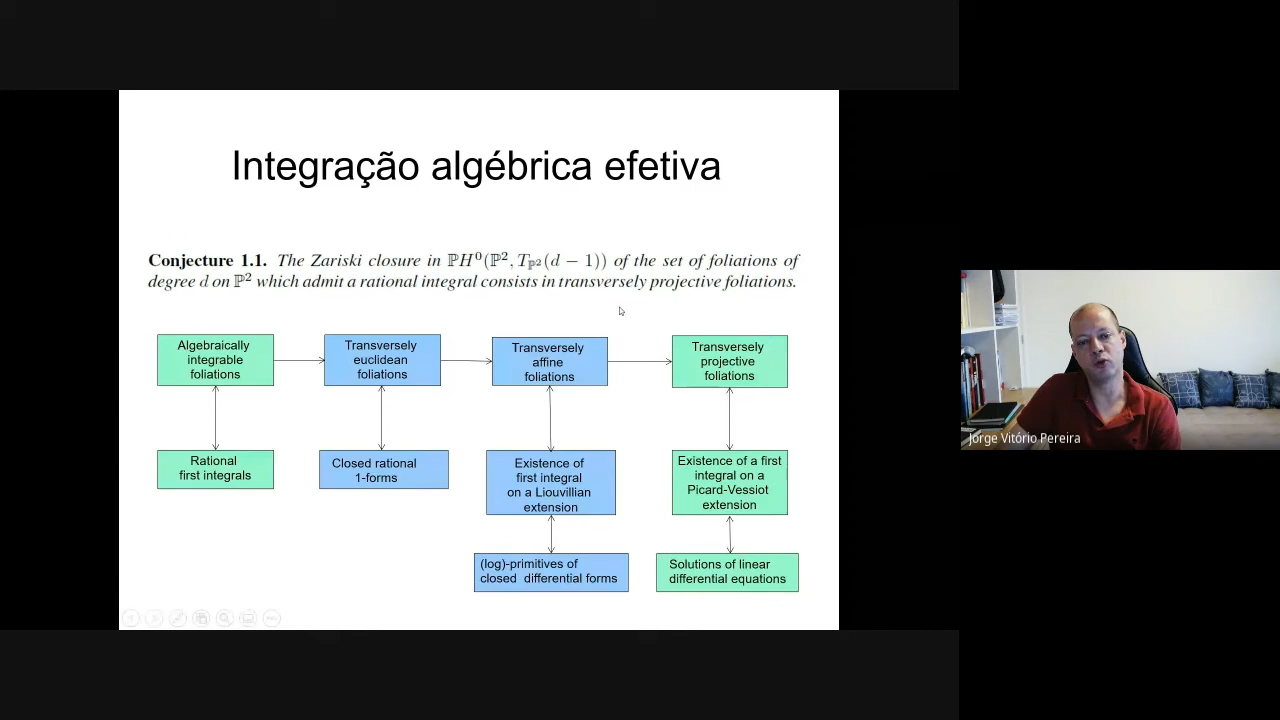 Integração algébrica efetiva
Conjecture 1.1. The Zariski closure in ℙH⁰(ℙ², T_ℙ²(d − 1)) of the set of foliations of
degree d on ℙ² which admit a rational integral consists in transversely projective foliations.
Algebraically
integrable
foliations
Transversely
euclidean
foliations
Transversely
affine
foliations
Transversely
projective
foliations
Rational
first integrals
Closed rational
1-forms
Existence of
first integral
on a Liouvillian
extension
Existence of a first
integral on a
Picard-Vessiot
extension
(log)-primitives of
closed differential forms
Solutions of linear
differential equations
Jorge Vitório Pereira